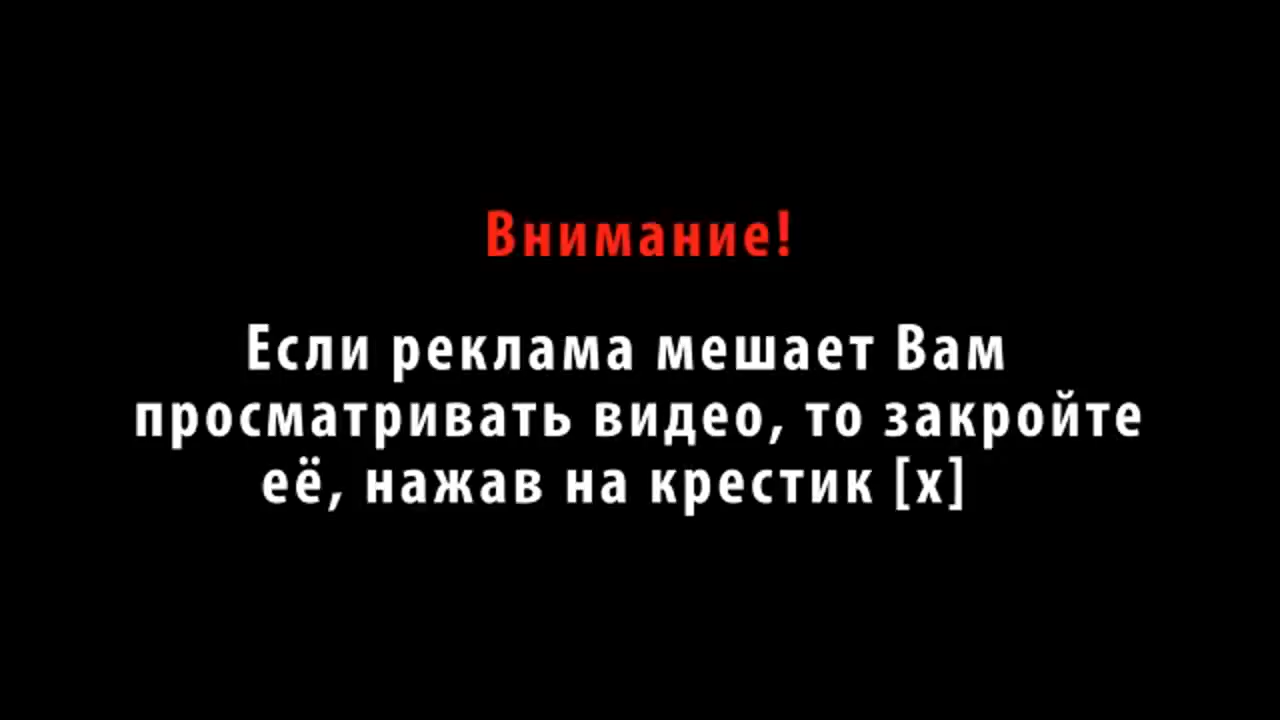 Внимание!
Если реклама мешает Вам
просматривать видео, то закройте
её, нажав на крестик [x]